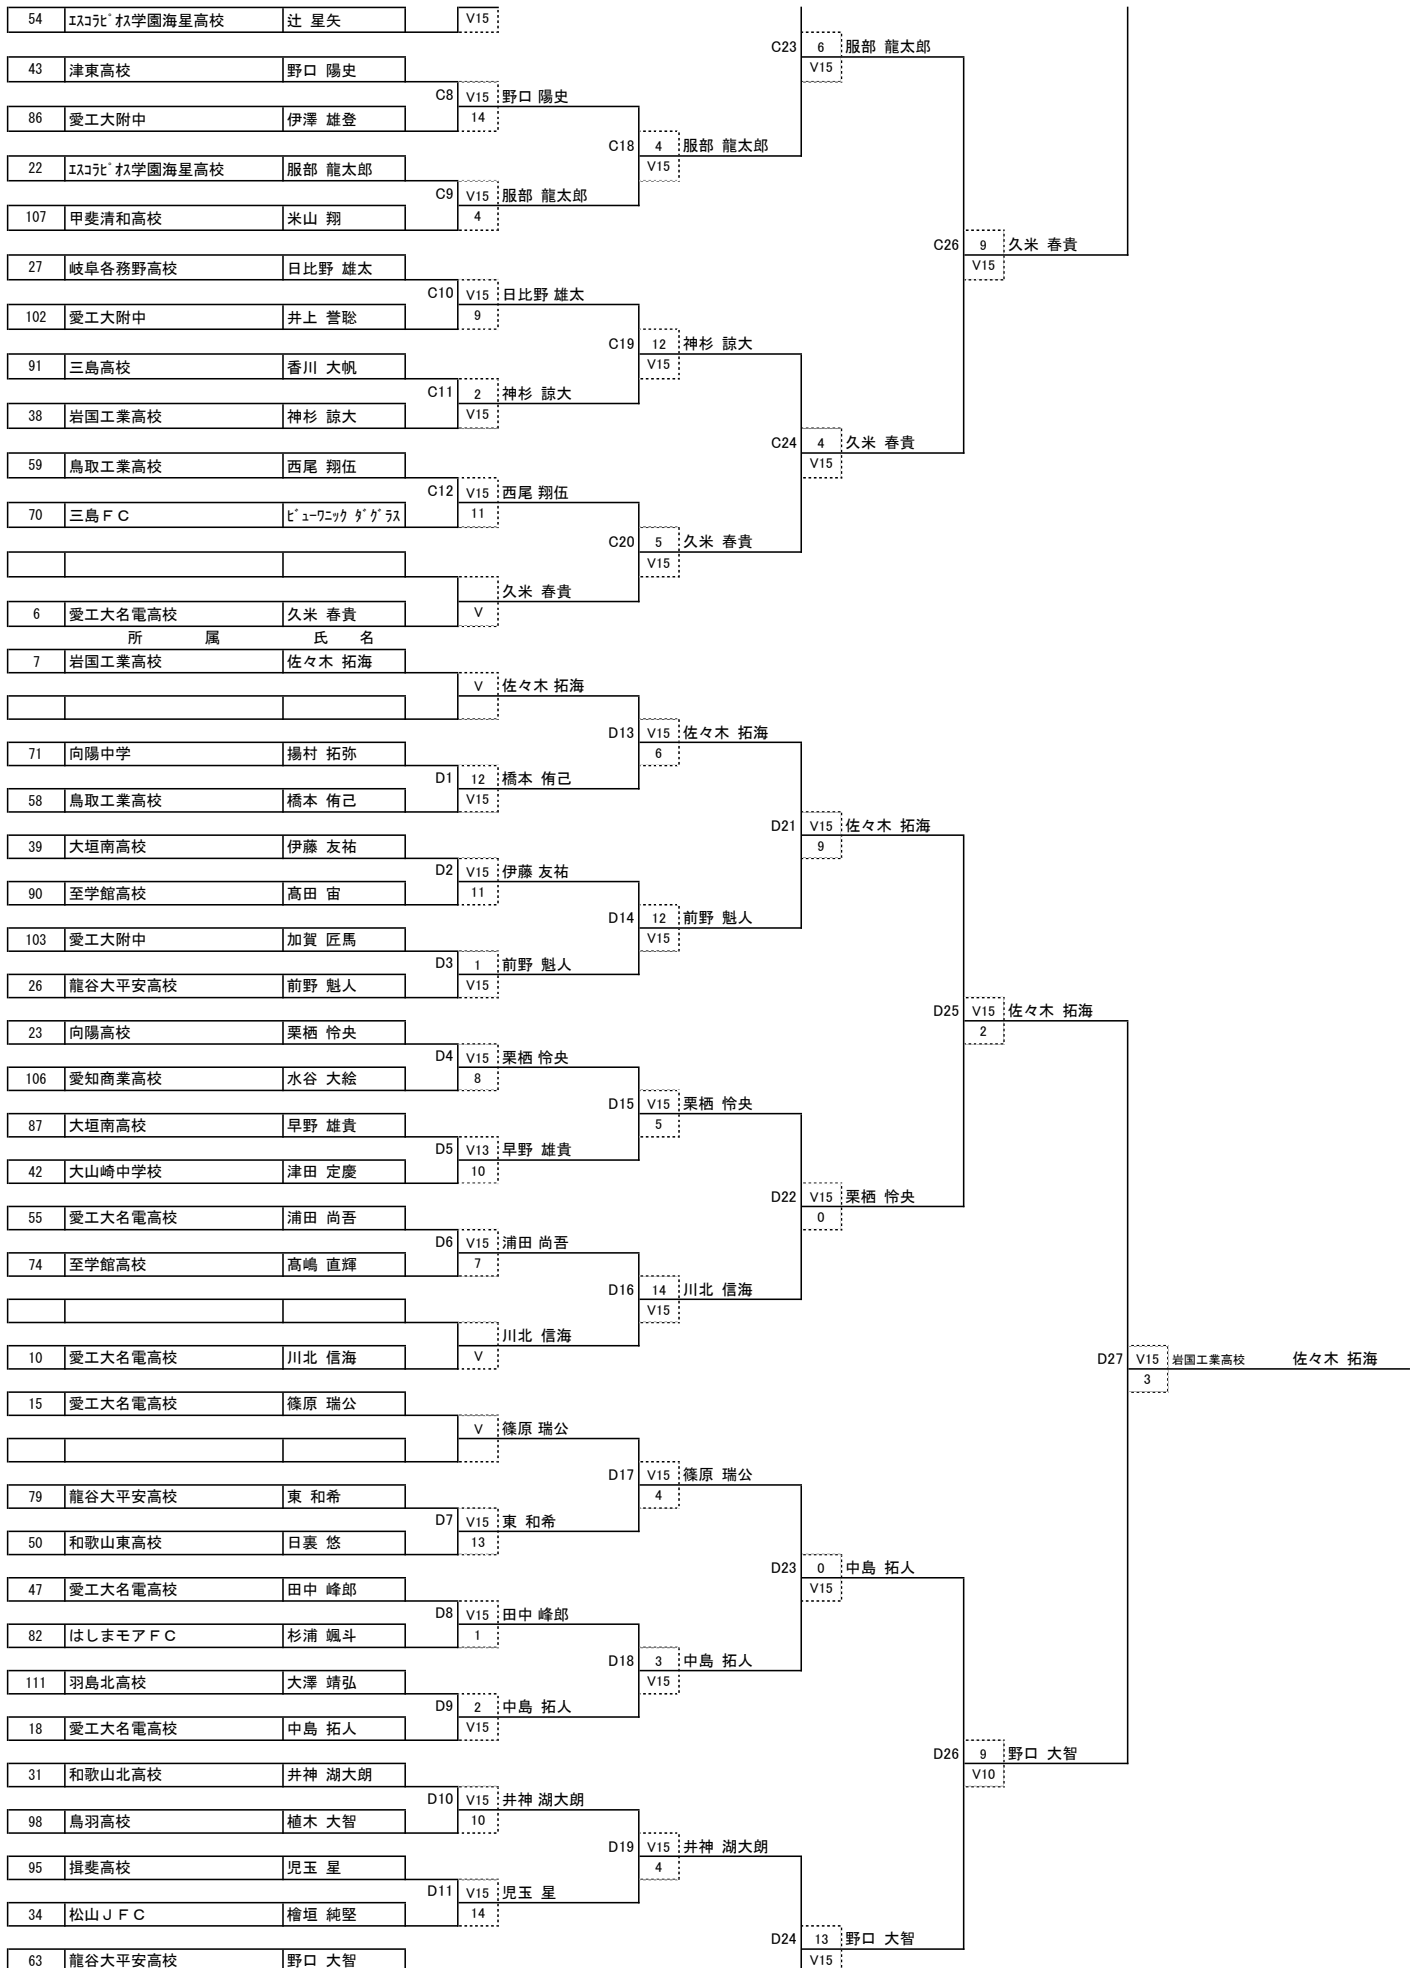 54 エスコラピオス学園海星高校 辻 星矢 V15
C23 6 服部 龍太郎
43 津東高校 野口 陽史 V15
C8 V15 野口 陽史
86 愛工大附中 伊澤 雄登 14
C18 4 服部 龍太郎
22 エスコラピオス学園海星高校 服部 龍太郎 V15
C9 V15 服部 龍太郎
107 甲斐清和高校 米山 翔 4
C26 9 久米 春貴
27 岐阜各務野高校 日比野 雄太 V15
C10 V15 日比野 雄太
102 愛工大附中 井上 誉聡 9
C19 12 神杉 諒大
91 三島高校 香川 大帆 V15
C11 2 神杉 諒大
38 岩国工業高校 神杉 諒大 V15
C24 4 久米 春貴
59 鳥取工業高校 西尾 翔伍 V15
C12 V15 西尾 翔伍
70 三島FC ビューワニック ダグラス 11
C20 5 久米 春貴
V15
久米 春貴
6 愛工大名電高校 久米 春貴 V
所 属 氏 名
7 岩国工業高校 佐々木 拓海
V 佐々木 拓海
D13 V15 佐々木 拓海
71 向陽中学 揚村 拓弥 6
D1 12 橋本 侑己
58 鳥取工業高校 橋本 侑己 V15
D21 V15 佐々木 拓海
39 大垣南高校 伊藤 友祐 9
D2 V15 伊藤 友祐
90 至学館高校 髙田 宙 11
D14 12 前野 魁人
103 愛工大附中 加賀 匠馬 V15
D3 1 前野 魁人
26 龍谷大平安高校 前野 魁人 V15
D25 V15 佐々木 拓海
23 向陽高校 栗栖 怜央 2
D4 V15 栗栖 怜央
106 愛知商業高校 水谷 大絵 8
D15 V15 栗栖 怜央
87 大垣南高校 早野 雄貴 5
D5 V13 早野 雄貴
42 大山崎中学校 津田 定慶 10
D22 V15 栗栖 怜央
55 愛工大名電高校 浦田 尚吾 0
D6 V15 浦田 尚吾
74 至学館高校 髙嶋 直輝 7
D16 14 川北 信海
V15
川北 信海
10 愛工大名電高校 川北 信海 V
D27 V15 岩国工業高校 佐々木 拓海
3
15 愛工大名電高校 篠原 瑞公
V 篠原 瑞公
D17 V15 篠原 瑞公
79 龍谷大平安高校 東 和希 4
D7 V15 東 和希
50 和歌山東高校 日裏 悠 13
D23 0 中島 拓人
47 愛工大名電高校 田中 峰郎 V15
D8 V15 田中 峰郎
82 はしまモアFC 杉浦 颯斗 1
D18 3 中島 拓人
111 羽島北高校 大澤 靖弘 V15
D9 2 中島 拓人
18 愛工大名電高校 中島 拓人 V15
D26 9 野口 大智
31 和歌山北高校 井神 湖大朗 V10
D10 V15 井神 湖大朗
98 鳥羽高校 植木 大智 10
D19 V15 井神 湖大朗
95 揖斐高校 児玉 星 4
D11 V15 児玉 星
34 松山JFC 檜垣 純堅 14
D24 13 野口 大智
63 龍谷大平安高校 野口 大智 V15